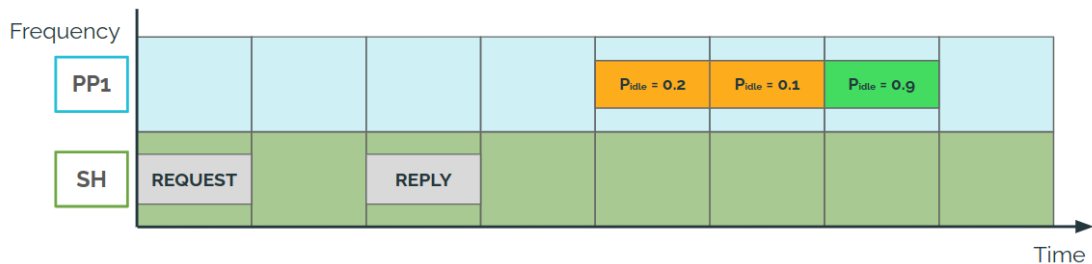 Frequency
PP1
Pidle = 0.2
Pidle = 0.1
Pidle = 0.9
SH
REQUEST
REPLY
Time